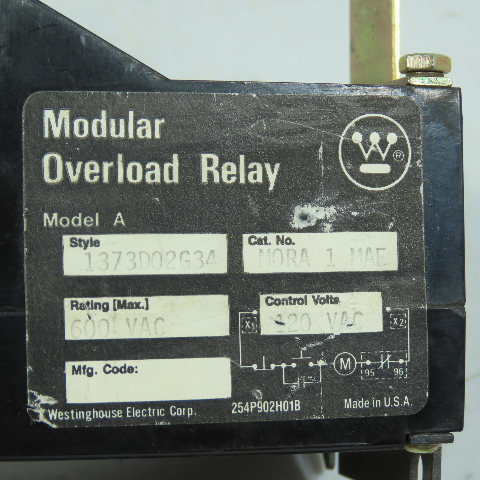 Modular
Overload Relay
W ®
Model A
Style Cat. No.
1373D02G34 MORA 1 MAE
Rating [Max.] Control Volts
600 VAC 120 VAC
X1 X2
M
95 96
Mfg. Code:
Westinghouse Electric Corp. 254P902H01B Made in U.S.A.